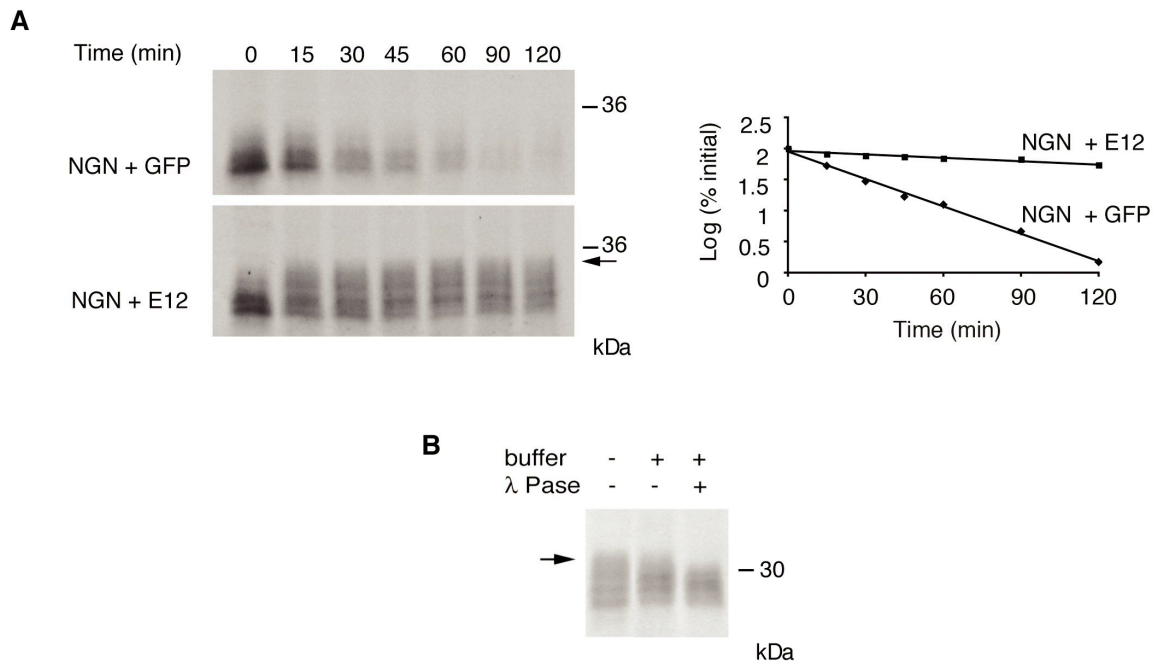 A
Time (min) 0 15 30 45 60 90 120
36
NGN + GFP
36
NGN + E12
kDa
2.5
2
1.5
1
0.5
0
Log (% initial)
NGN + E12
NGN + GFP
0 30 60 90 120
Time (min)
B
buffer - + +
λ Pase - - +
30
kDa